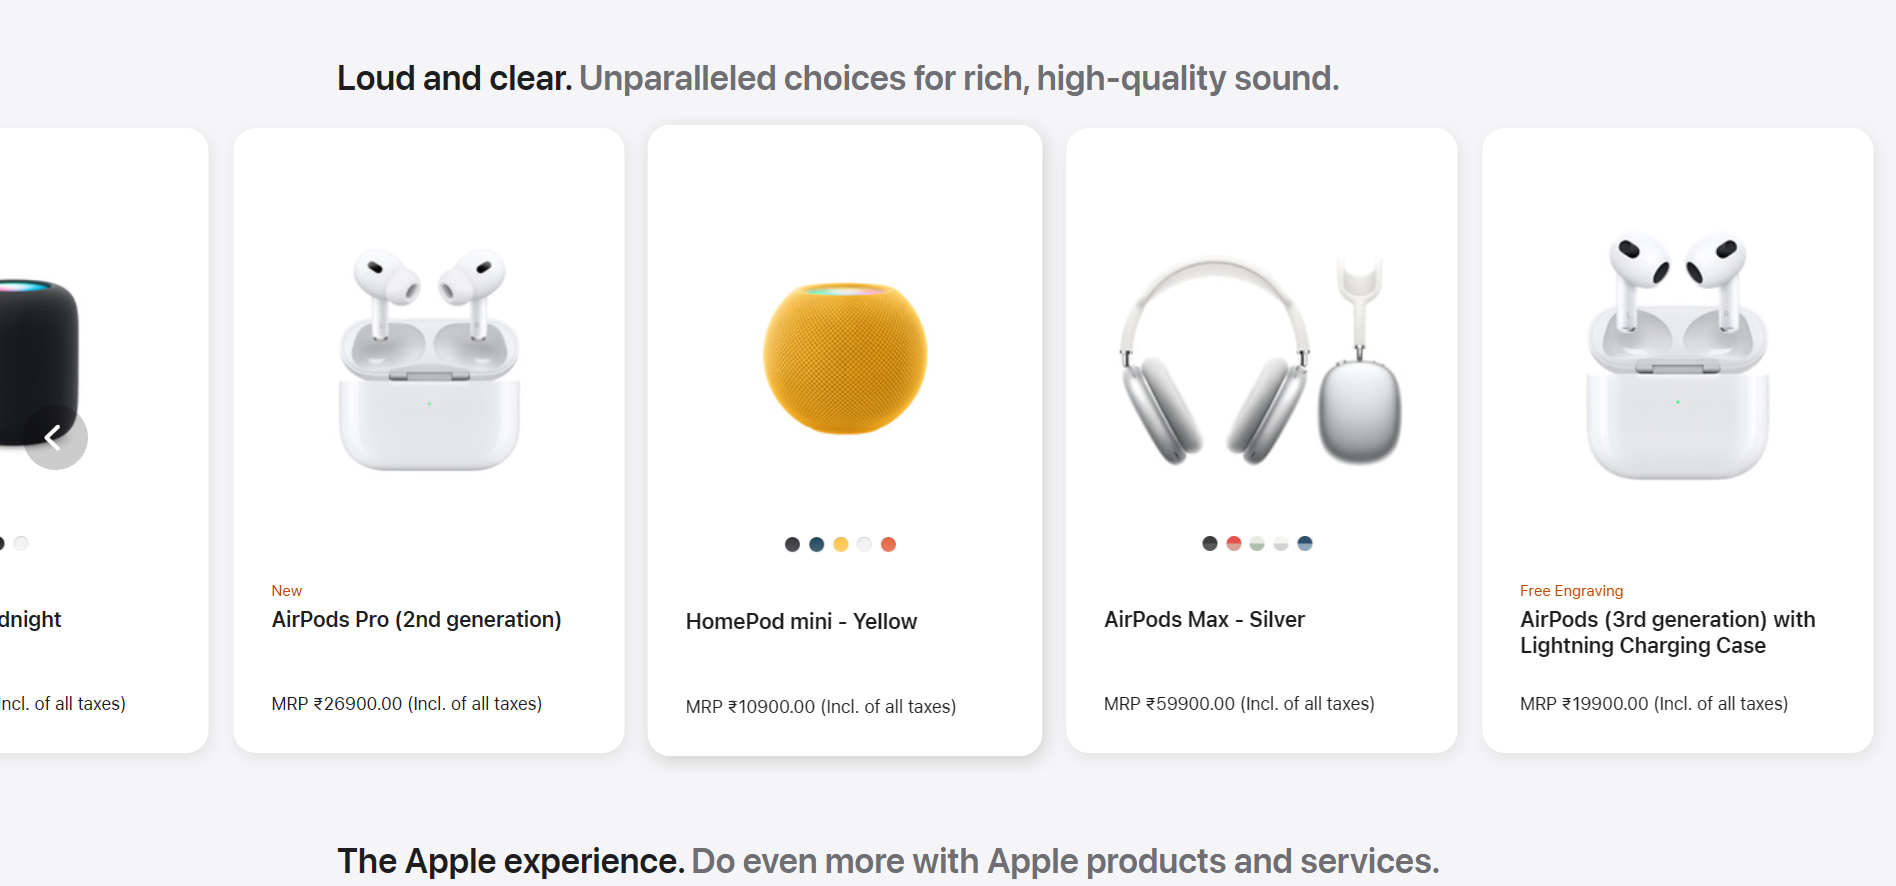 Loud and clear. Unparalleled choices for rich, high-quality sound.
dnight
ncl. of all taxes)
New
AirPods Pro (2nd generation)
MRP ₹26900.00 (Incl. of all taxes)
HomePod mini - Yellow
MRP ₹10900.00 (Incl. of all taxes)
AirPods Max - Silver
MRP ₹59900.00 (Incl. of all taxes)
Free Engraving
AirPods (3rd generation) with
Lightning Charging Case
MRP ₹19900.00 (Incl. of all taxes)
The Apple experience. Do even more with Apple products and services.